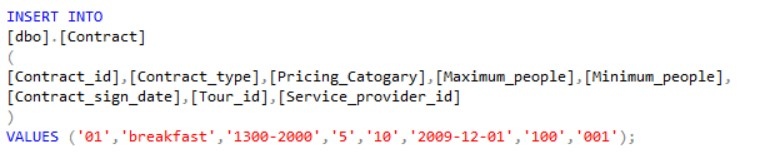 INSERT INTO
[dbo].[Contract]
(
[Contract_id],[Contract_type],[Pricing_Catogary],[Maximum_people],[Minimum_people],
[Contract_sign_date],[Tour_id],[Service_provider_id]
)
VALUES ('01','breakfast','1300-2000','5','10','2009-12-01','100','001');